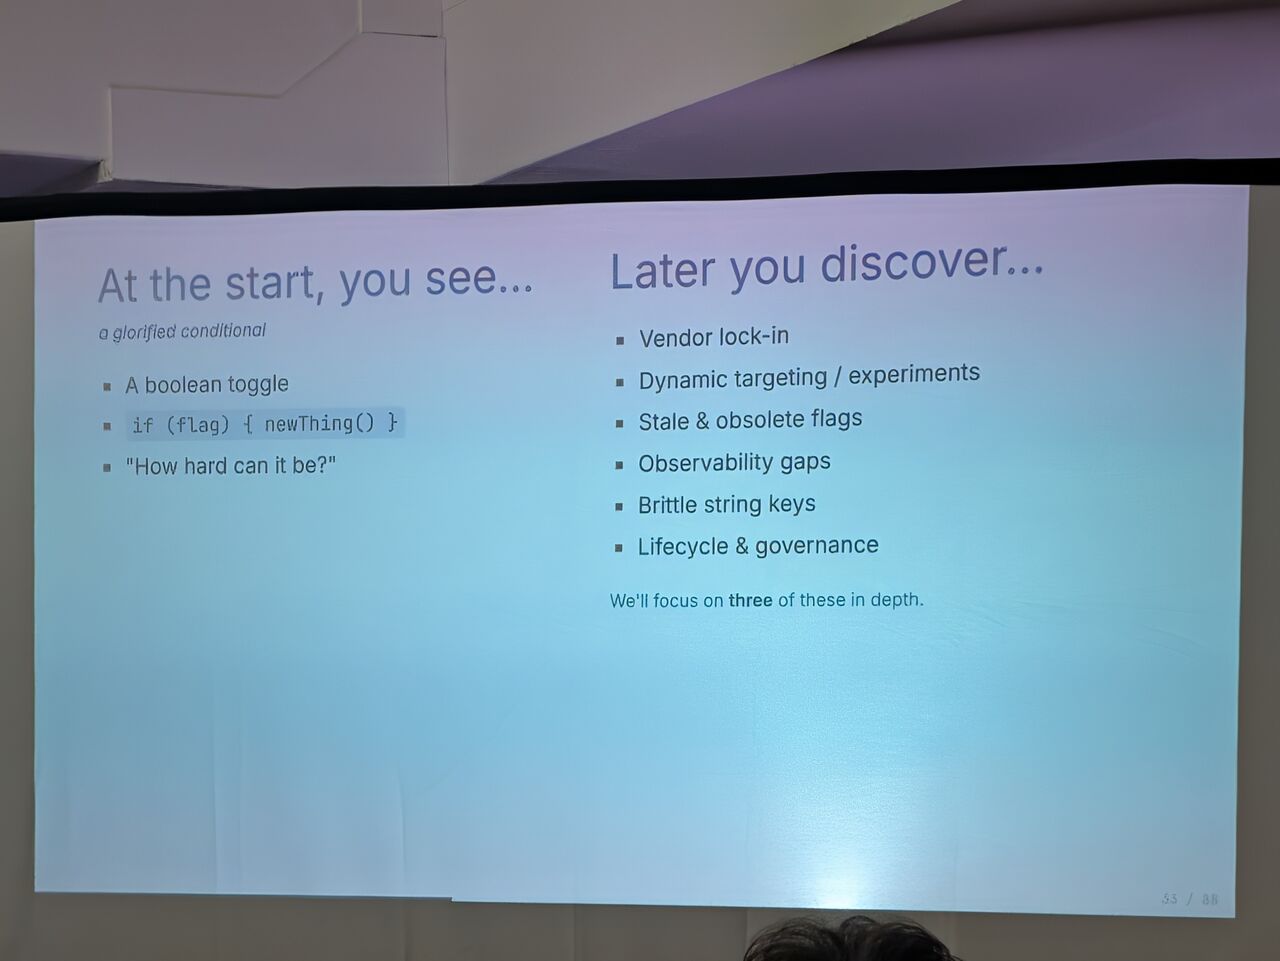 At the start, you see...
a glorified conditional
▪ A boolean toggle
▪ if (flag) { newThing() }
▪ "How hard can it be?"
Later you discover...
▪ Vendor lock-in
▪ Dynamic targeting / experiments
▪ Stale & obsolete flags
▪ Observability gaps
▪ Brittle string keys
▪ Lifecycle & governance
We'll focus on three of these in depth.